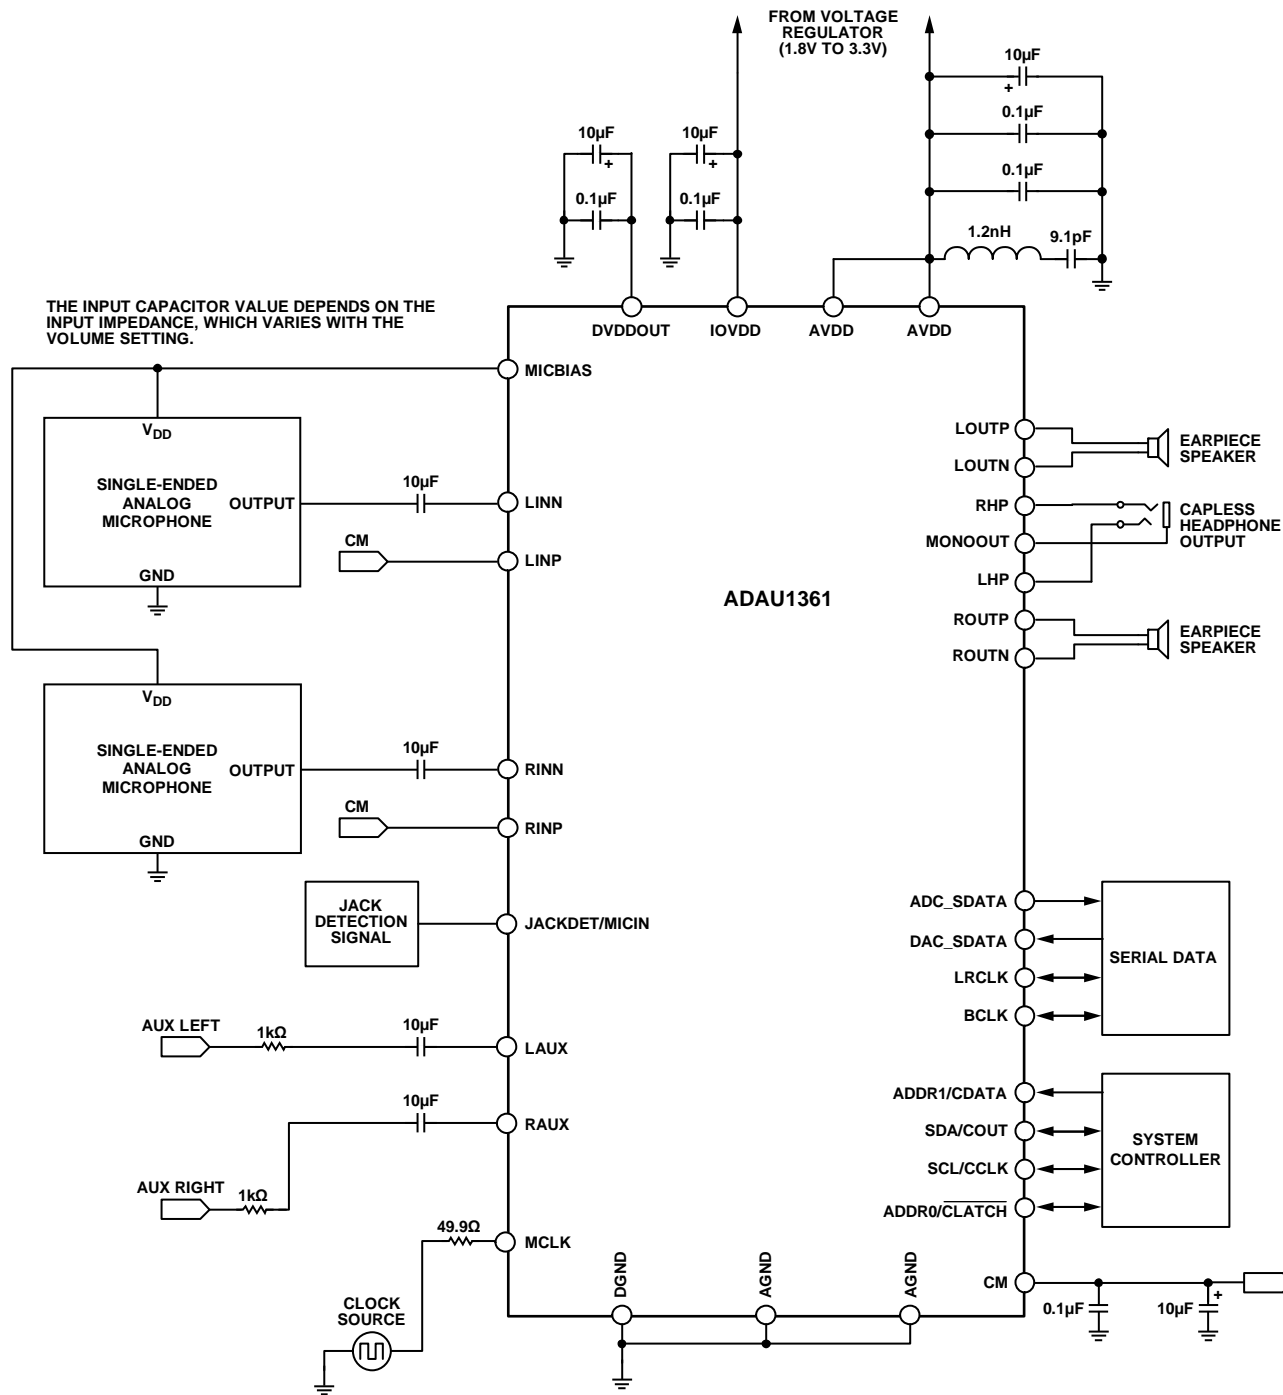 FROM VOLTAGE
REGULATOR
(1.8V TO 3.3V)
10µF
+
0.1µF
10µF
+
10µF
+
0.1µF
0.1µF
0.1µF
1.2nH
9.1pF
THE INPUT CAPACITOR VALUE DEPENDS ON THE
INPUT IMPEDANCE, WHICH VARIES WITH THE
VOLUME SETTING.
DVDDOUT
IOVDD
AVDD
AVDD
MICBIAS
VDD
SINGLE-ENDED
ANALOG
MICROPHONE
OUTPUT
GND
10µF
LINN
CM
LINP
LOUTP
LOUTN
EARPIECE
SPEAKER
RHP
MONOOUT
LHP
CAPLESS
HEADPHONE
OUTPUT
ADAU1361
ROUTP
ROUTN
EARPIECE
SPEAKER
VDD
SINGLE-ENDED
ANALOG
MICROPHONE
OUTPUT
GND
10µF
RINN
CM
RINP
JACK
DETECTION
SIGNAL
JACKDET/MICIN
ADC_SDATA
DAC_SDATA
LRCLK
BCLK
SERIAL DATA
AUX LEFT
1kΩ
10µF
LAUX
10µF
RAUX
AUX RIGHT
1kΩ
ADDR1/CDATA
SDA/COUT
SCL/CCLK
ADDR0/CLATCH
SYSTEM
CONTROLLER
49.9Ω
MCLK
CLOCK
SOURCE
DGND
AGND
AGND
CM
0.1µF
10µF
+